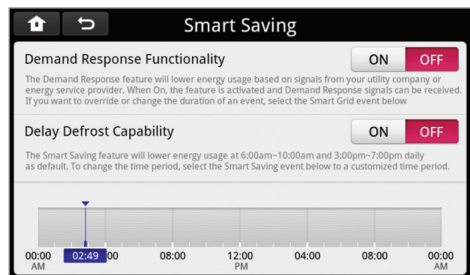 Smart Saving
Demand Response Functionality
ON OFF
The Demand Response feature will lower energy usage based on signals from your utility company or
energy service provider. When On, the feature is activated and Demand Response signals can be received.
If you want to override or change the duration of an event, select the Smart Grid event below
Delay Defrost Capability
ON OFF
The Smart Saving feature will lower energy usage at 6:00am~10:00am and 3:00pm~7:00pm daily
as default. To change the time period, select the Smart Saving event below to a customized time period.
00:00 02:49 00 08:00 12:00 04:00 08:00 00:00
AM PM AM